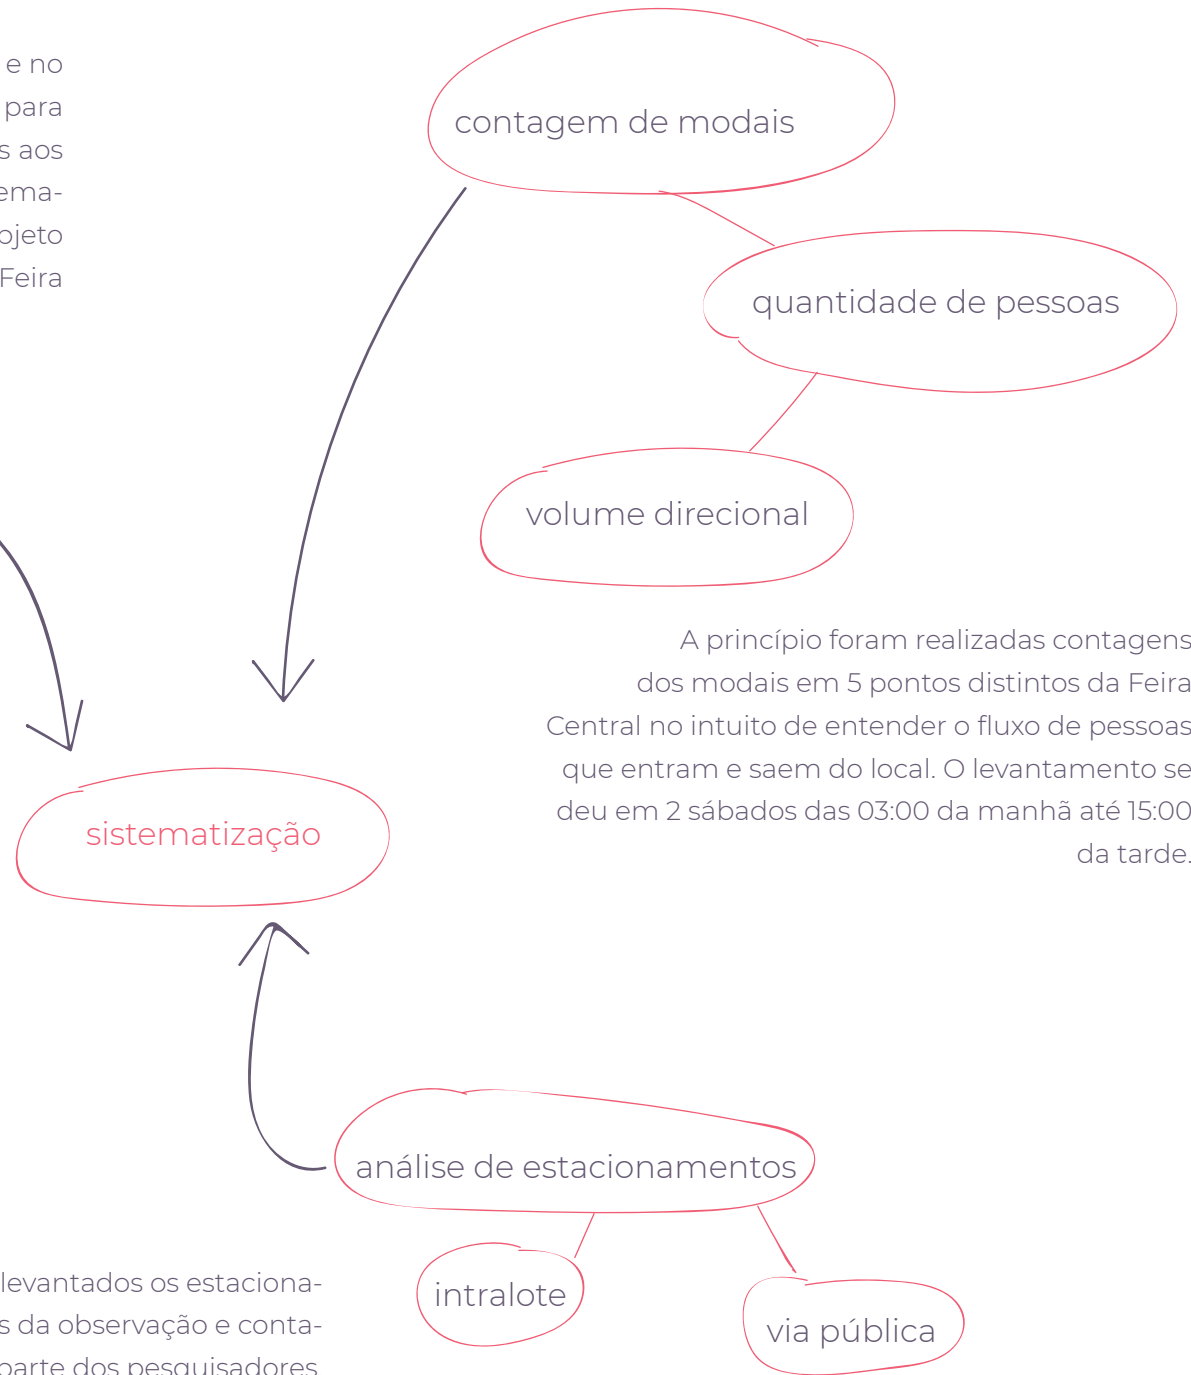 e no
para
s aos
ema-
ojeto
Feira
contagem de modais
quantidade de pessoas
volume direcional
A princípio foram realizadas contagens
dos modais em 5 pontos distintos da Feira
Central no intuito de entender o fluxo de pessoas
que entram e saem do local. O levantamento se
deu em 2 sábados das 03:00 da manhã até 15:00
da tarde.
sistematização
análise de estacionamentos
intralote
via pública
levantados os estaciona-
s da observação e conta-
parte dos pesquisadores